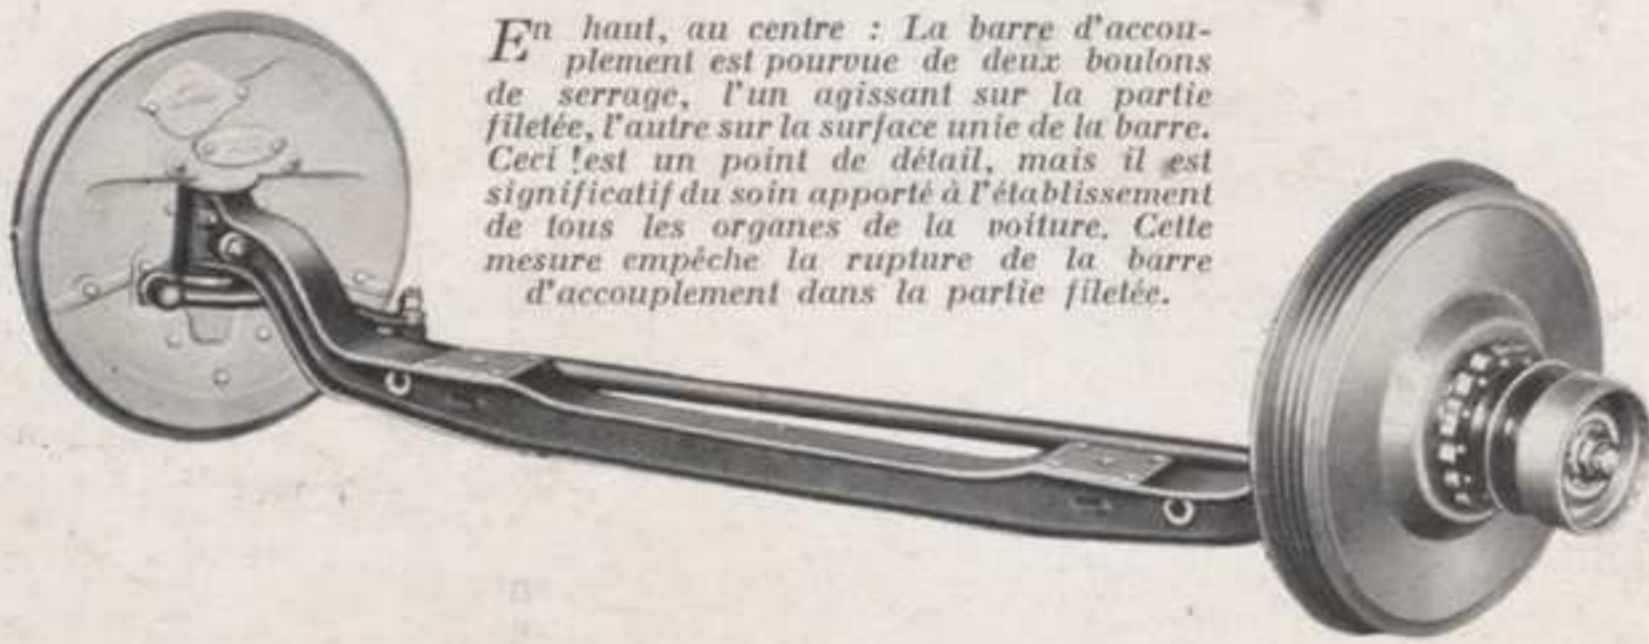 En haut, au centre : La barre d'accou-
plement est pourvue de deux boulons
de serrage, l'un agissant sur la partie
filetée, l'autre sur la surface unie de la barre.
Ceci !est un point de détail, mais il est
significatif du soin apporté à l'établissement
de tous les organes de la voiture. Cette
mesure empêche la rupture de la barre
d'accouplement dans la partie filetée.